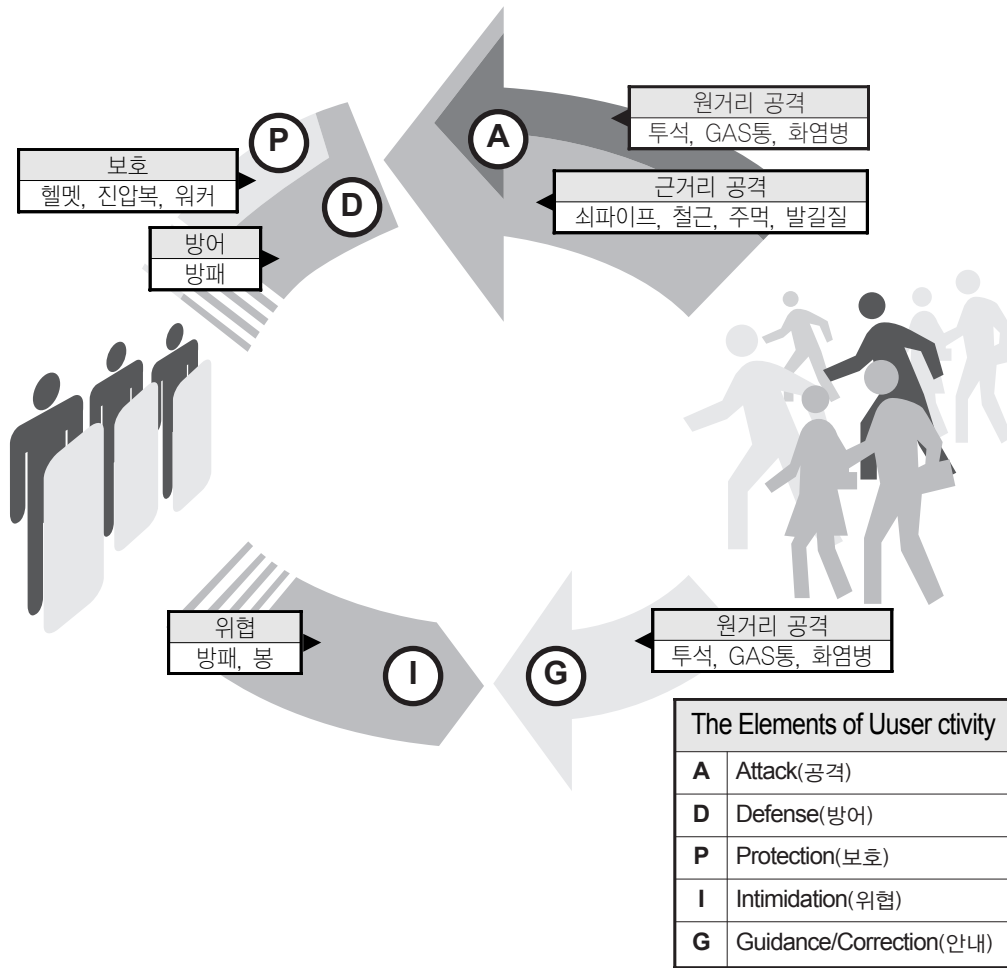 원거리 공격
투석, GAS통, 화염병
P
A
보호
헬멧, 진압복, 워커
근거리 공격
쇠파이프, 철근, 주먹, 발길질
D
방어
방패
위협
방패, 봉
I
G
원거리 공격
투석, GAS통, 화염병
The Elements of Uuser ctivity
A Attack(공격)
D Defense(방어)
P Protection(보호)
I Intimidation(위협)
G Guidance/Correction(안내)